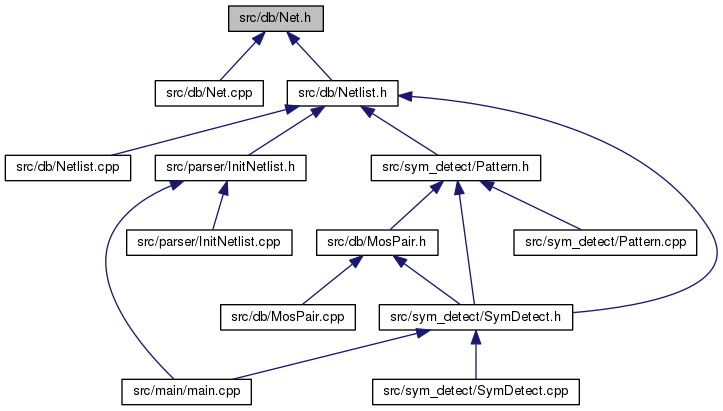 src/db/Net.h
src/db/Net.cpp
src/db/Netlist.h
src/db/Netlist.cpp
src/parser/InitNetlist.h
src/sym_detect/Pattern.h
src/parser/InitNetlist.cpp
src/db/MosPair.h
src/sym_detect/Pattern.cpp
src/db/MosPair.cpp
src/sym_detect/SymDetect.h
src/main/main.cpp
src/sym_detect/SymDetect.cpp